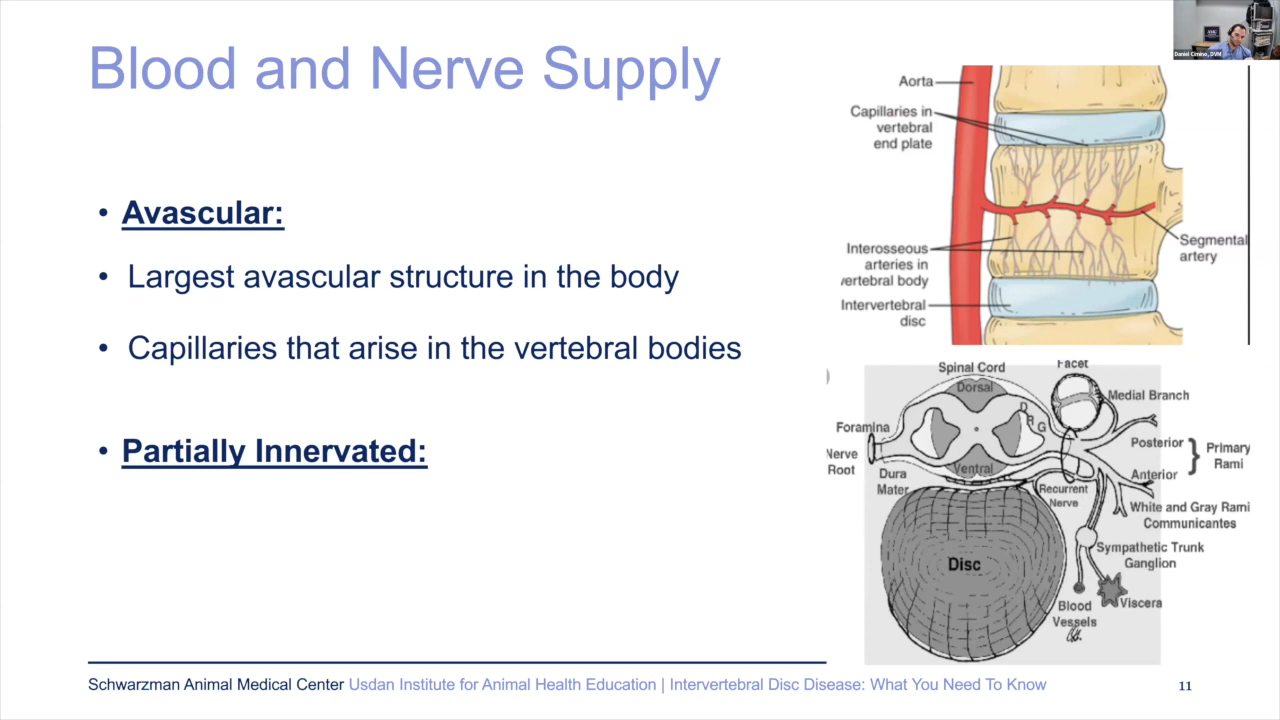 Blood and Nerve Supply
Daniel Cimino, DVM
• Avascular:
• Largest avascular structure in the body
• Capillaries that arise in the vertebral bodies
• Partially Innervated:
Aorta
Capillaries in
vertebral
end plate
Interosseous
arteries in
vertebral body
Segmental
artery
Intervertebral
disc
Spinal Cord
Dorsal
Facet
Medial Branch
D
R
G
Foramina
Nerve
Root
Posterior
Primary
Rami
Anterior
Ventral
Dura
Mater
Recurrent
Nerve
White and Gray Rami
Communicantes
Sympathetic Trunk
Ganglion
Disc
Blood
Vessels
Viscera
Schwarzman Animal Medical Center Usdan Institute for Animal Health Education | Intervertebral Disc Disease: What You Need To Know
11